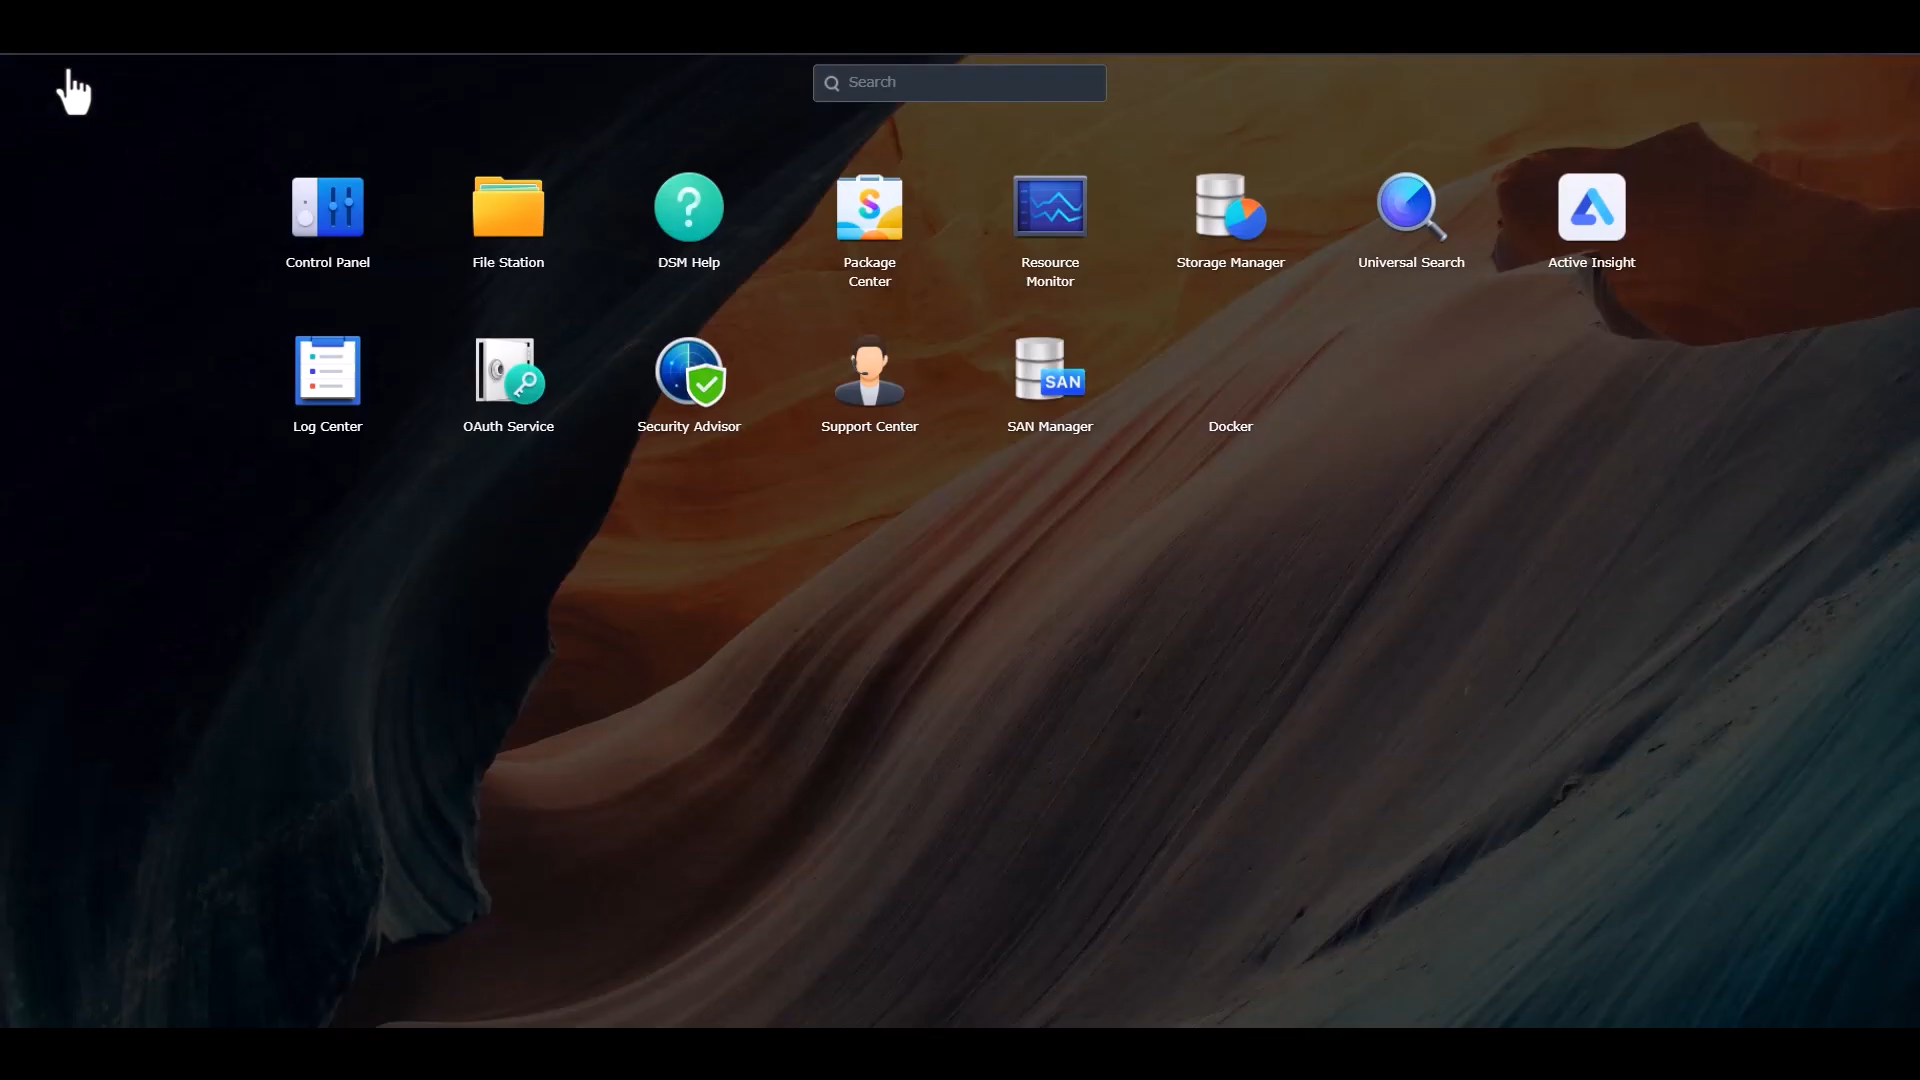 Search
Control Panel
File Station
DSM Help
Package
Center
Resource
Monitor
Storage Manager
Universal Search
Active Insight
Log Center
OAuth Service
Security Advisor
Support Center
SAN
SAN Manager
Docker